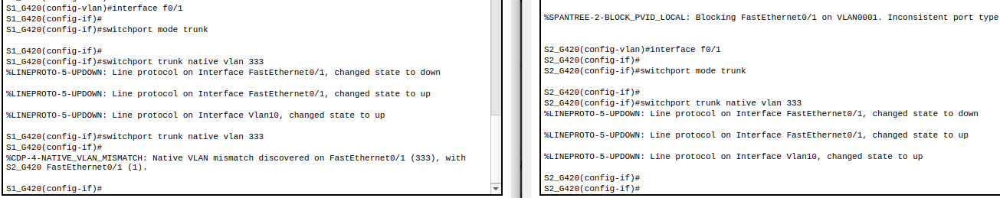 S1_G420(config-vlan)#interface f0/1
S1_G420(config-if)#
S1_G420(config-if)#switchport mode trunk
S1_G420(config-if)#
S1_G420(config-if)#switchport trunk native vlan 333
%LINEPROTO-5-UPDOWN: Line protocol on Interface FastEthernet0/1, changed state to down
%LINEPROTO-5-UPDOWN: Line protocol on Interface FastEthernet0/1, changed state to up
%LINEPROTO-5-UPDOWN: Line protocol on Interface Vlan10, changed state to up
S1_G420(config-if)#switchport trunk native vlan 333
S1_G420(config-if)#
%CDP-4-NATIVE_VLAN_MISMATCH: Native VLAN mismatch discovered on FastEthernet0/1 (333), with
S2_G420 FastEthernet0/1 (1).
S1_G420(config-if)#
%SPANTREE-2-BLOCK_PVID_LOCAL: Blocking FastEthernet0/1 on VLAN0001. Inconsistent port type
S2_G420(config-vlan)#interface f0/1
S2_G420(config-if)#
S2_G420(config-if)#switchport mode trunk
S2_G420(config-if)#
S2_G420(config-if)#switchport trunk native vlan 333
%LINEPROTO-5-UPDOWN: Line protocol on Interface FastEthernet0/1, changed state to down
%LINEPROTO-5-UPDOWN: Line protocol on Interface FastEthernet0/1, changed state to up
%LINEPROTO-5-UPDOWN: Line protocol on Interface Vlan10, changed state to up
S2_G420(config-if)#
S2_G420(config-if)#